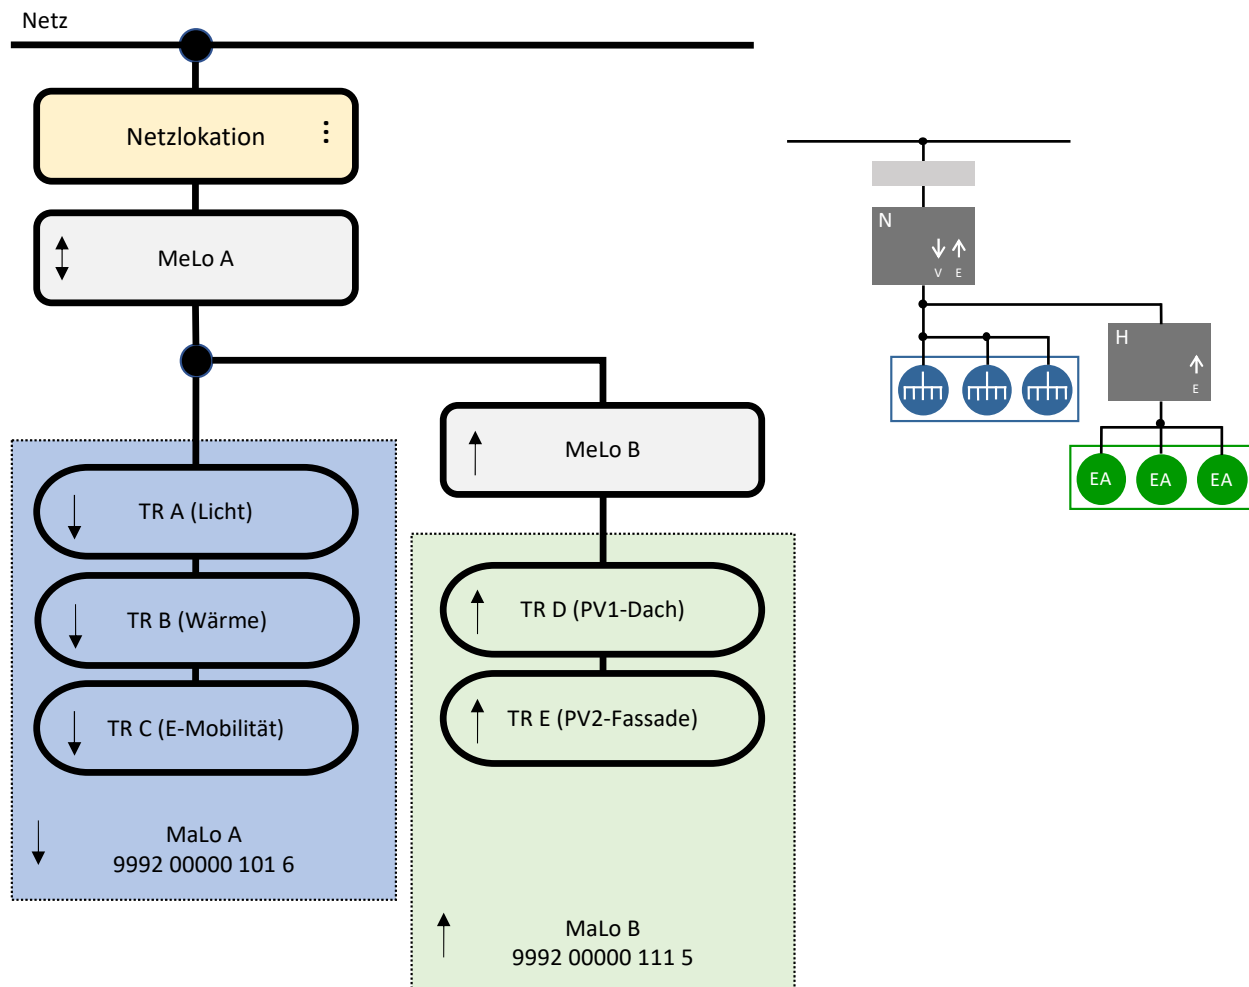 Netz
Netzlokation
MeLo A
MeLo B
TR A (Licht)
TR B (Wärme)
TR C (E-Mobilität)
MaLo A
9992 00000 101 6
TR D (PV1-Dach)
TR E (PV2-Fassade)
MaLo B
9992 00000 111 5
N
V E
H
E
EA EA EA